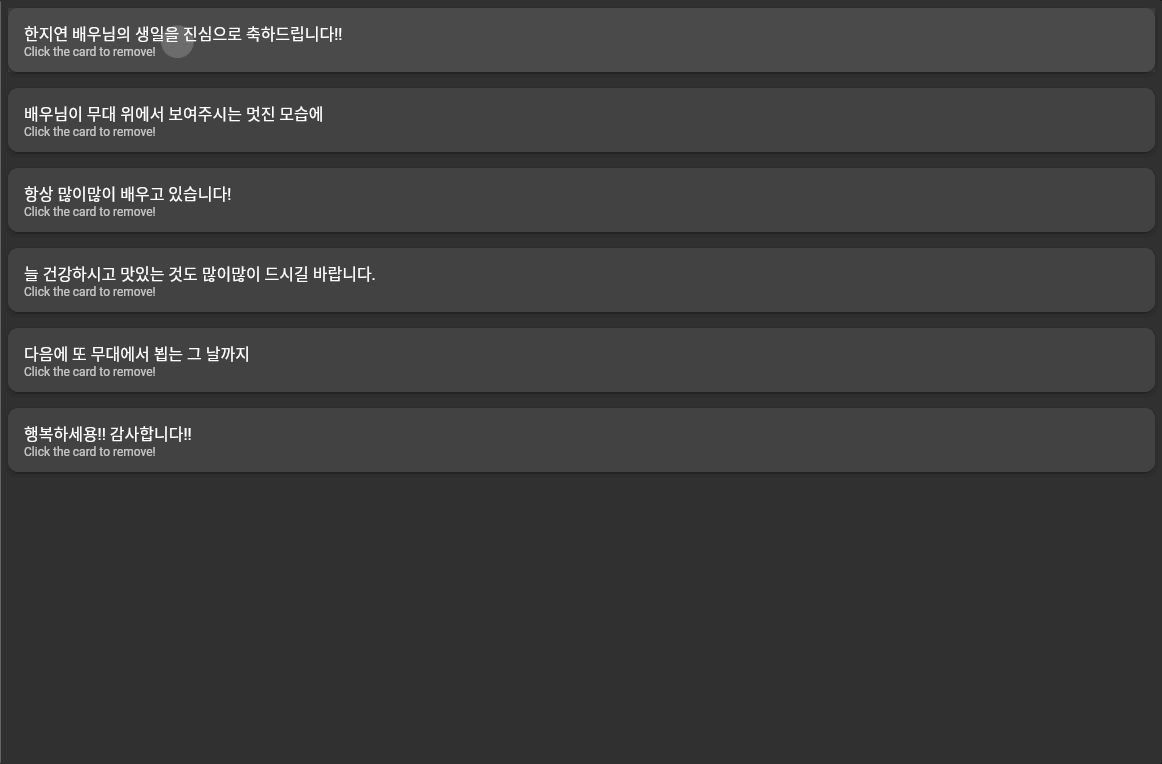 한지연 배우님의 생일을 진심으로 축하드립니다!!
Click the card to remove!
배우님이 무대 위에서 보여주시는 멋진 모습에
Click the card to remove!
항상 많이많이 배우고 있습니다!
Click the card to remove!
늘 건강하시고 맛있는 것도 많이많이 드시길 바랍니다.
Click the card to remove!
다음에 또 무대에서 뵙는 그 날까지
Click the card to remove!
행복하세용!! 감사합니다!!
Click the card to remove!